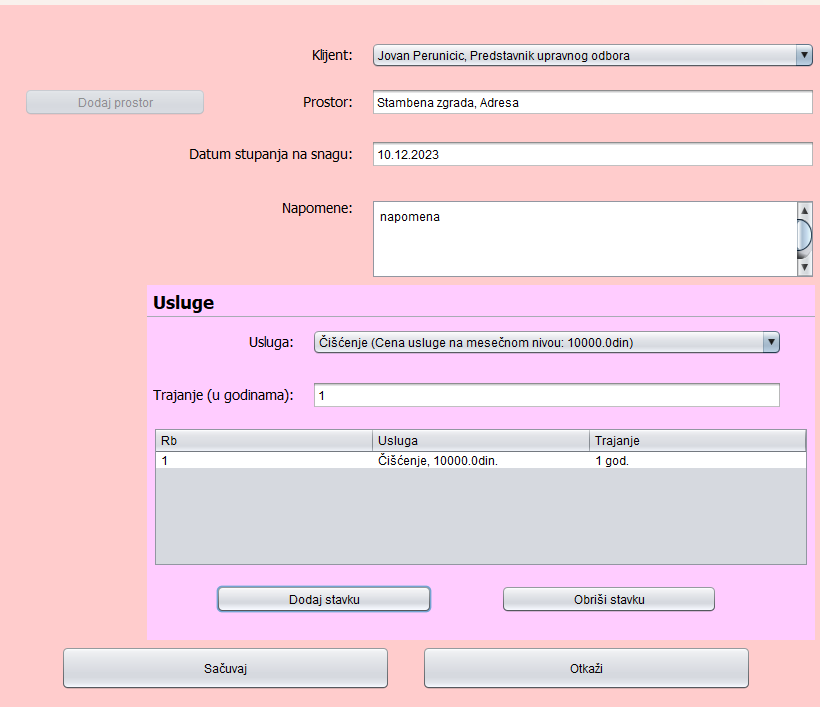 Klijent: Jovan Perunicic, Predstavnik upravnog odbora
Dodaj prostor Prostor: Stambena zgrada, Adresa
Datum stupanja na snagu: 10.12.2023
Napomene: napomena
Usluge
Usluga: Čišćenje (Cena usluge na mesečnom nivou: 10000.0din)
Trajanje (u godinama): 1
Rb Usluga Trajanje
1 Čišćenje, 10000.0din. 1 god.
Dodaj stavku Obriši stavku
Sačuvaj Otkaži